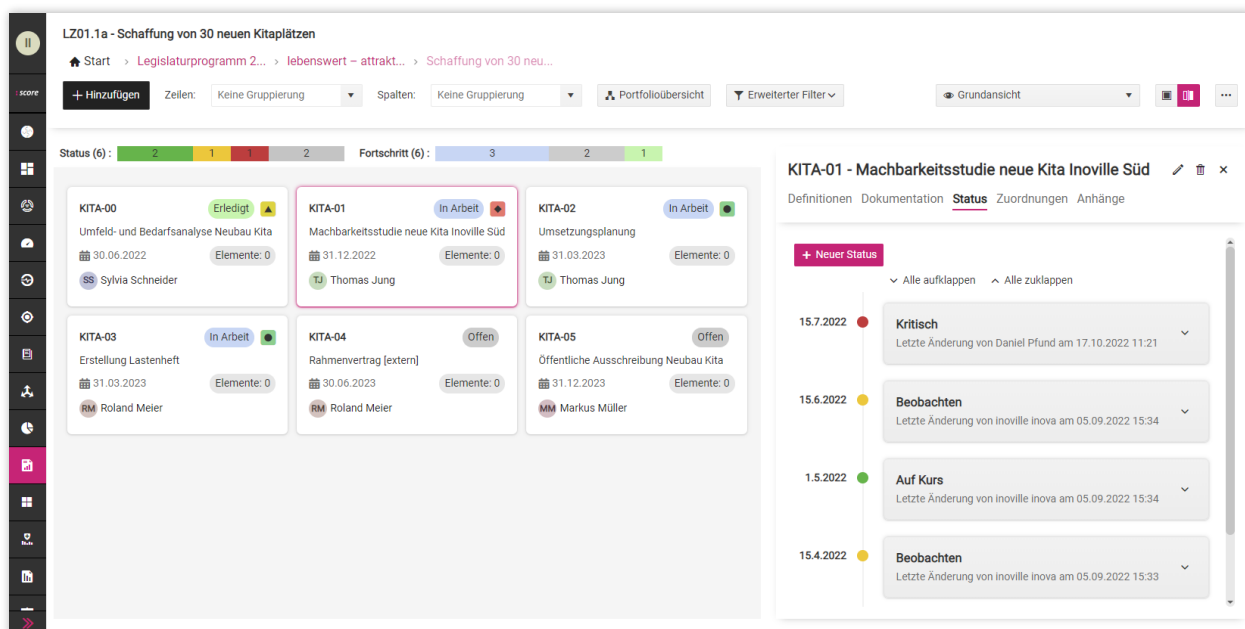 II
LZ01.1a - Schaffung von 30 neuen Kitaplätzen
Start > Legislaturprogramm 2... > lebenswert – attrakt... > Schaffung von 30 neu...
score
+ Hinzufügen Zeilen: Keine Gruppierung Spalten: Keine Gruppierung Portfolioübersicht Erweiterter Filter Grundansicht ...
Status (6) : 2 1 1 2 Fortschritt (6) : 3 2 1
KITA-00 Erledigt
Umfeld- und Bedarfsanalyse Neubau Kita
30.06.2022 Elemente: 0
SS Sylvia Schneider
KITA-01 In Arbeit
Machbarkeitsstudie neue Kita Inoville Süd
31.12.2022 Elemente: 0
TJ Thomas Jung
KITA-02 In Arbeit
Umsetzungsplanung
31.03.2023 Elemente: 0
TJ Thomas Jung
KITA-03 In Arbeit
Erstellung Lastenheft
31.03.2023 Elemente: 0
RM Roland Meier
KITA-04 Offen
Rahmenvertrag [extern]
30.06.2023 Elemente: 0
RM Roland Meier
KITA-05 Offen
Öffentliche Ausschreibung Neubau Kita
31.12.2023 Elemente: 0
MM Markus Müller
KITA-01 - Machbarkeitsstudie neue Kita Inoville Süd
Definitionen Dokumentation Status Zuordnungen Anhänge
+ Neuer Status
Alle aufklappen Alle zuklappen
15.7.2022 Kritisch
Letzte Änderung von Daniel Pfund am 17.10.2022 11:21
15.6.2022 Beobachten
Letzte Änderung von inoville inova am 05.09.2022 15:34
1.5.2022 Auf Kurs
Letzte Änderung von inoville inova am 05.09.2022 15:34
15.4.2022 Beobachten
Letzte Änderung von inoville inova am 05.09.2022 15:33